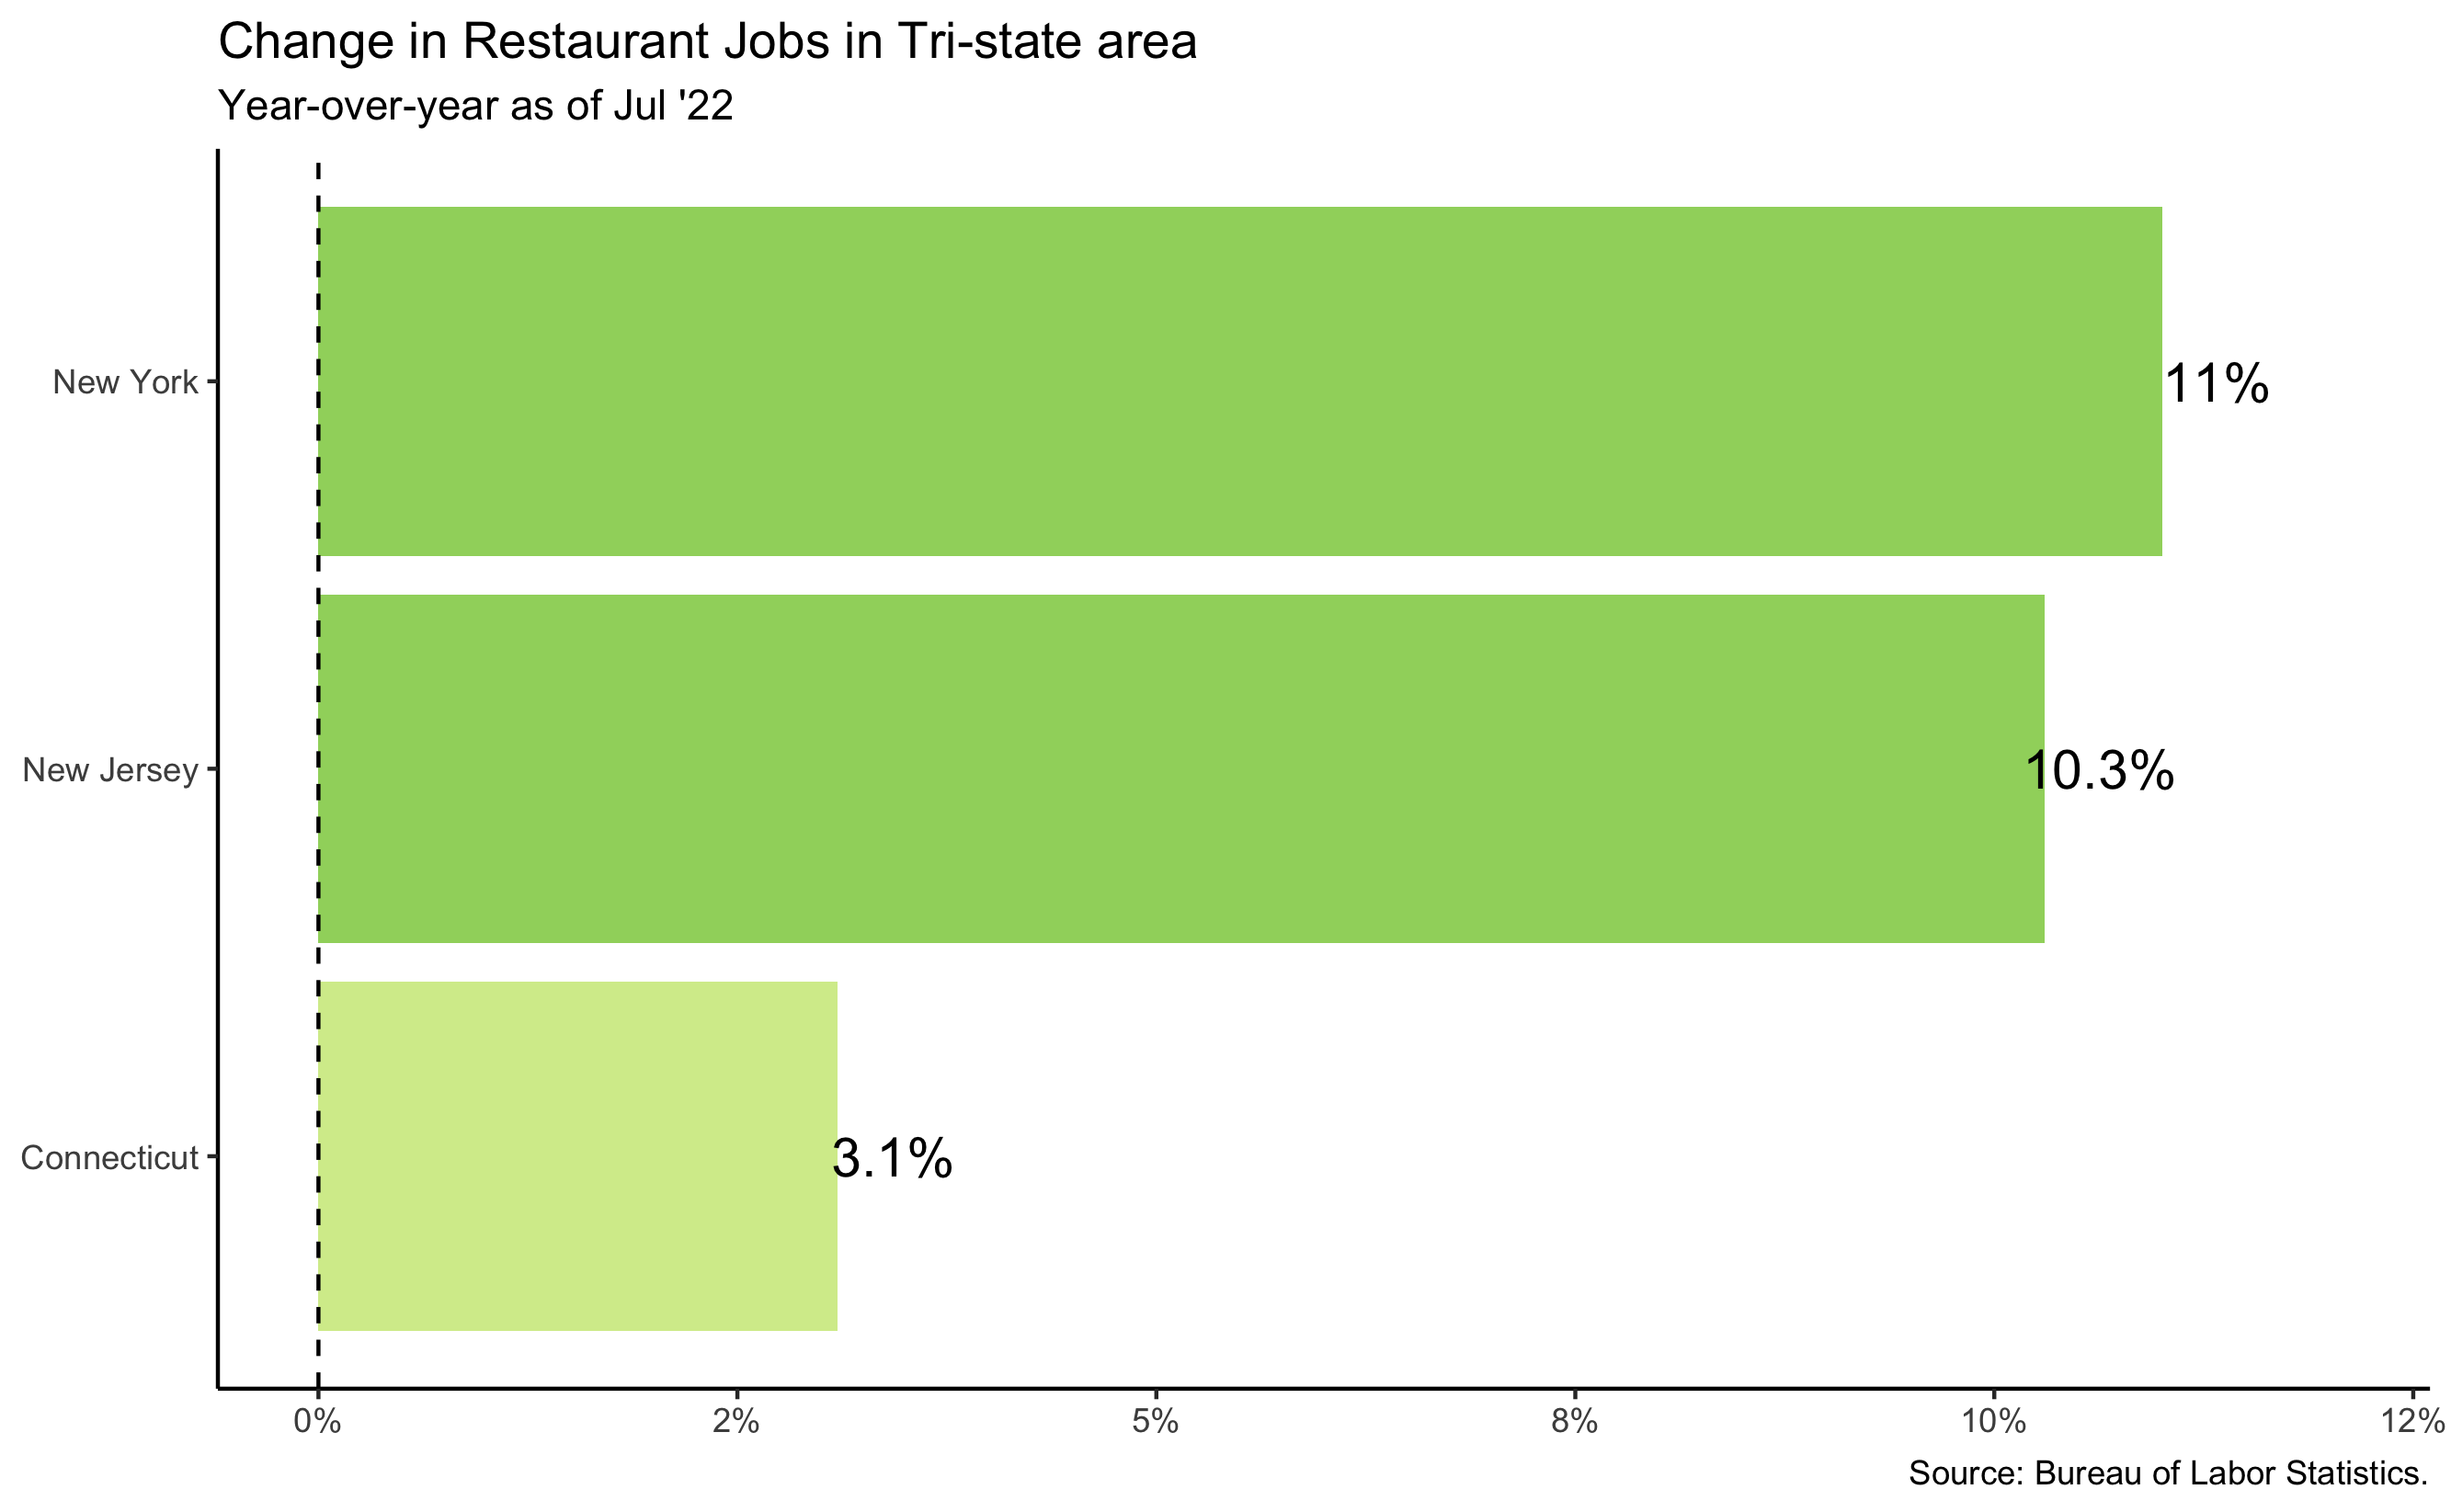 Change in Restaurant Jobs in Tri-state area
Year-over-year as of Jul '22
New York
11%
New Jersey
10.3%
Connecticut
3.1%
0% 2% 5% 8% 10% 12%
Source: Bureau of Labor Statistics.